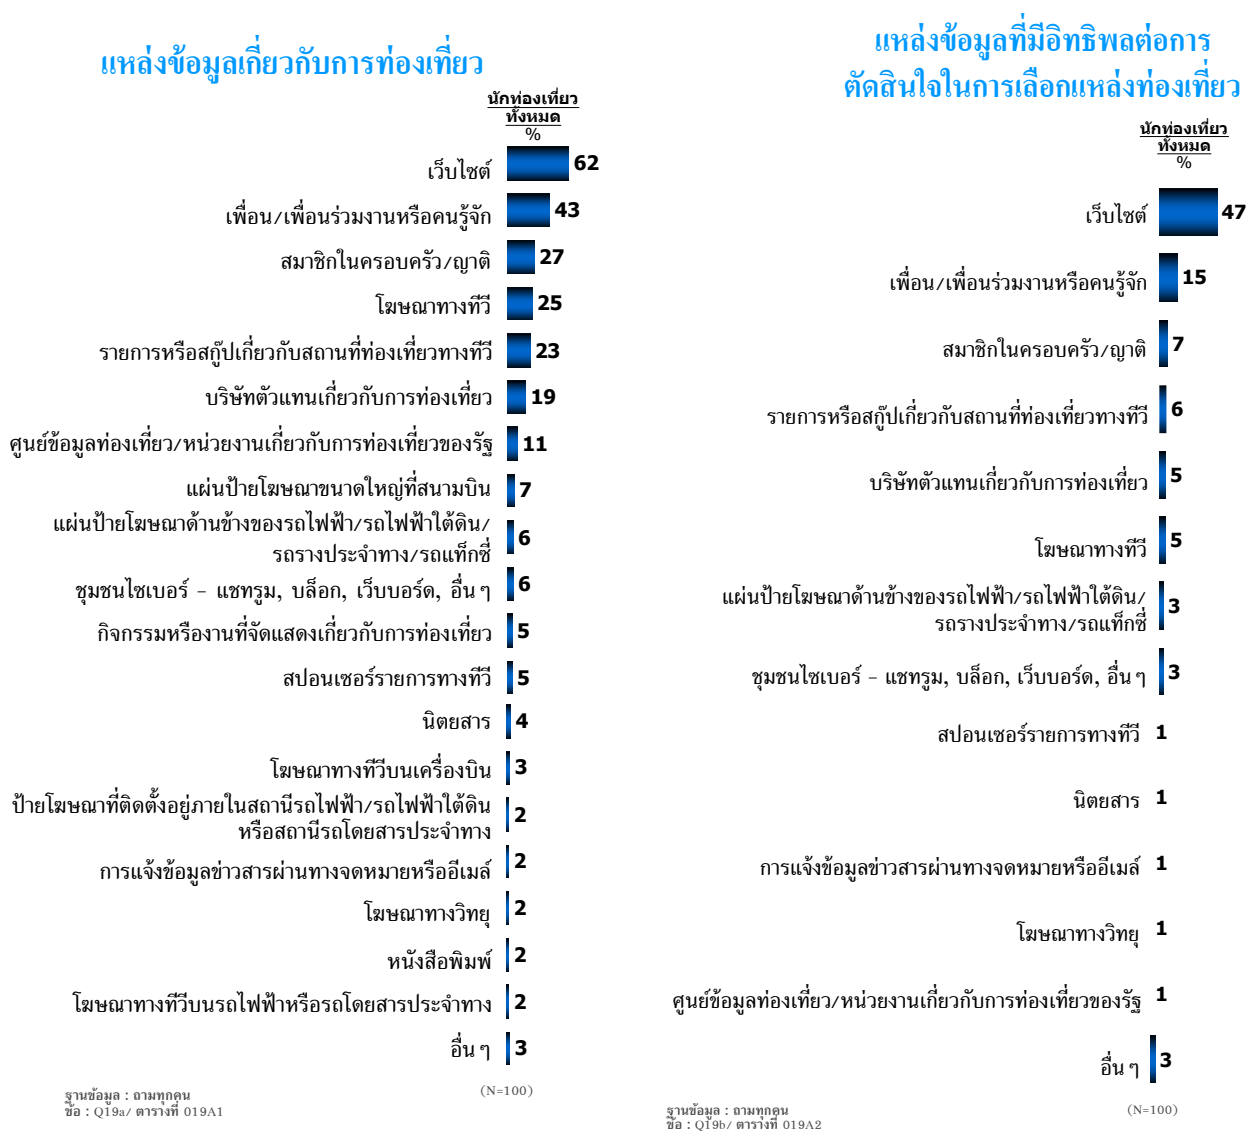 แหล่งข้อมูลเกี่ยวกับการท่องเที่ยว
นักท่องเที่ยว
ทั้งหมด
%
เว็บไซต์ 62
เพื่อน/เพื่อนร่วมงานหรือคนรู้จัก 43
สมาชิกในครอบครัว/ญาติ 27
โฆษณาทางทีวี 25
รายการหรือสกู๊ปเกี่ยวกับสถานที่ท่องเที่ยวทางทีวี 23
บริษัทตัวแทนเกี่ยวกับการท่องเที่ยว 19
ศูนย์ข้อมูลท่องเที่ยว/หน่วยงานเกี่ยวกับการท่องเที่ยวของรัฐ 11
แผ่นป้ายโฆษณาขนาดใหญ่ที่สนามบิน 7
แผ่นป้ายโฆษณาด้านข้างของรถไฟฟ้า/รถไฟฟ้าใต้ดิน/
รถรางประจำทาง/รถแท็กซี่ 6
ชุมชนไซเบอร์ - แชทรูม, บล็อก, เว็บบอร์ด, อื่นๆ 6
กิจกรรมหรืองานที่จัดแสดงเกี่ยวกับการท่องเที่ยว 5
สปอนเซอร์รายการทางทีวี 5
นิตยสาร 4
โฆษณาทางทีวีบนเครื่องบิน 3
ป้ายโฆษณาที่ติดตั้งอยู่ภายในสถานีรถไฟฟ้า/รถไฟฟ้าใต้ดิน
หรือสถานีรถโดยสารประจำทาง 2
การแจ้งข้อมูลข่าวสารผ่านทางจดหมายหรืออีเมล์ 2
โฆษณาทางวิทยุ 2
หนังสือพิมพ์ 2
โฆษณาทางทีวีบนรถไฟฟ้าหรือรถโดยสารประจำทาง 2
อื่นๆ 3
(N=100)
ฐานข้อมูล : ถามทุกคน
ข้อ : Q19a/ ตารางที่ 019A1
แหล่งข้อมูลที่มีอิทธิพลต่อการ
ตัดสินใจในการเลือกแหล่งท่องเที่ยว
นักท่องเที่ยว
ทั้งหมด
%
เว็บไซต์ 47
เพื่อน/เพื่อนร่วมงานหรือคนรู้จัก 15
สมาชิกในครอบครัว/ญาติ 7
รายการหรือสกู๊ปเกี่ยวกับสถานที่ท่องเที่ยวทางทีวี 6
บริษัทตัวแทนเกี่ยวกับการท่องเที่ยว 5
โฆษณาทางทีวี 5
แผ่นป้ายโฆษณาด้านข้างของรถไฟฟ้า/รถไฟฟ้าใต้ดิน/
รถรางประจำทาง/รถแท็กซี่ 3
ชุมชนไซเบอร์ - แชทรูม, บล็อก, เว็บบอร์ด, อื่นๆ 3
สปอนเซอร์รายการทางทีวี 1
นิตยสาร 1
การแจ้งข้อมูลข่าวสารผ่านทางจดหมายหรืออีเมล์ 1
โฆษณาทางวิทยุ 1
ศูนย์ข้อมูลท่องเที่ยว/หน่วยงานเกี่ยวกับการท่องเที่ยวของรัฐ 1
อื่นๆ 3
(N=100)
ฐานข้อมูล : ถามทุกคน
ข้อ : Q19b/ ตารางที่ 019A2